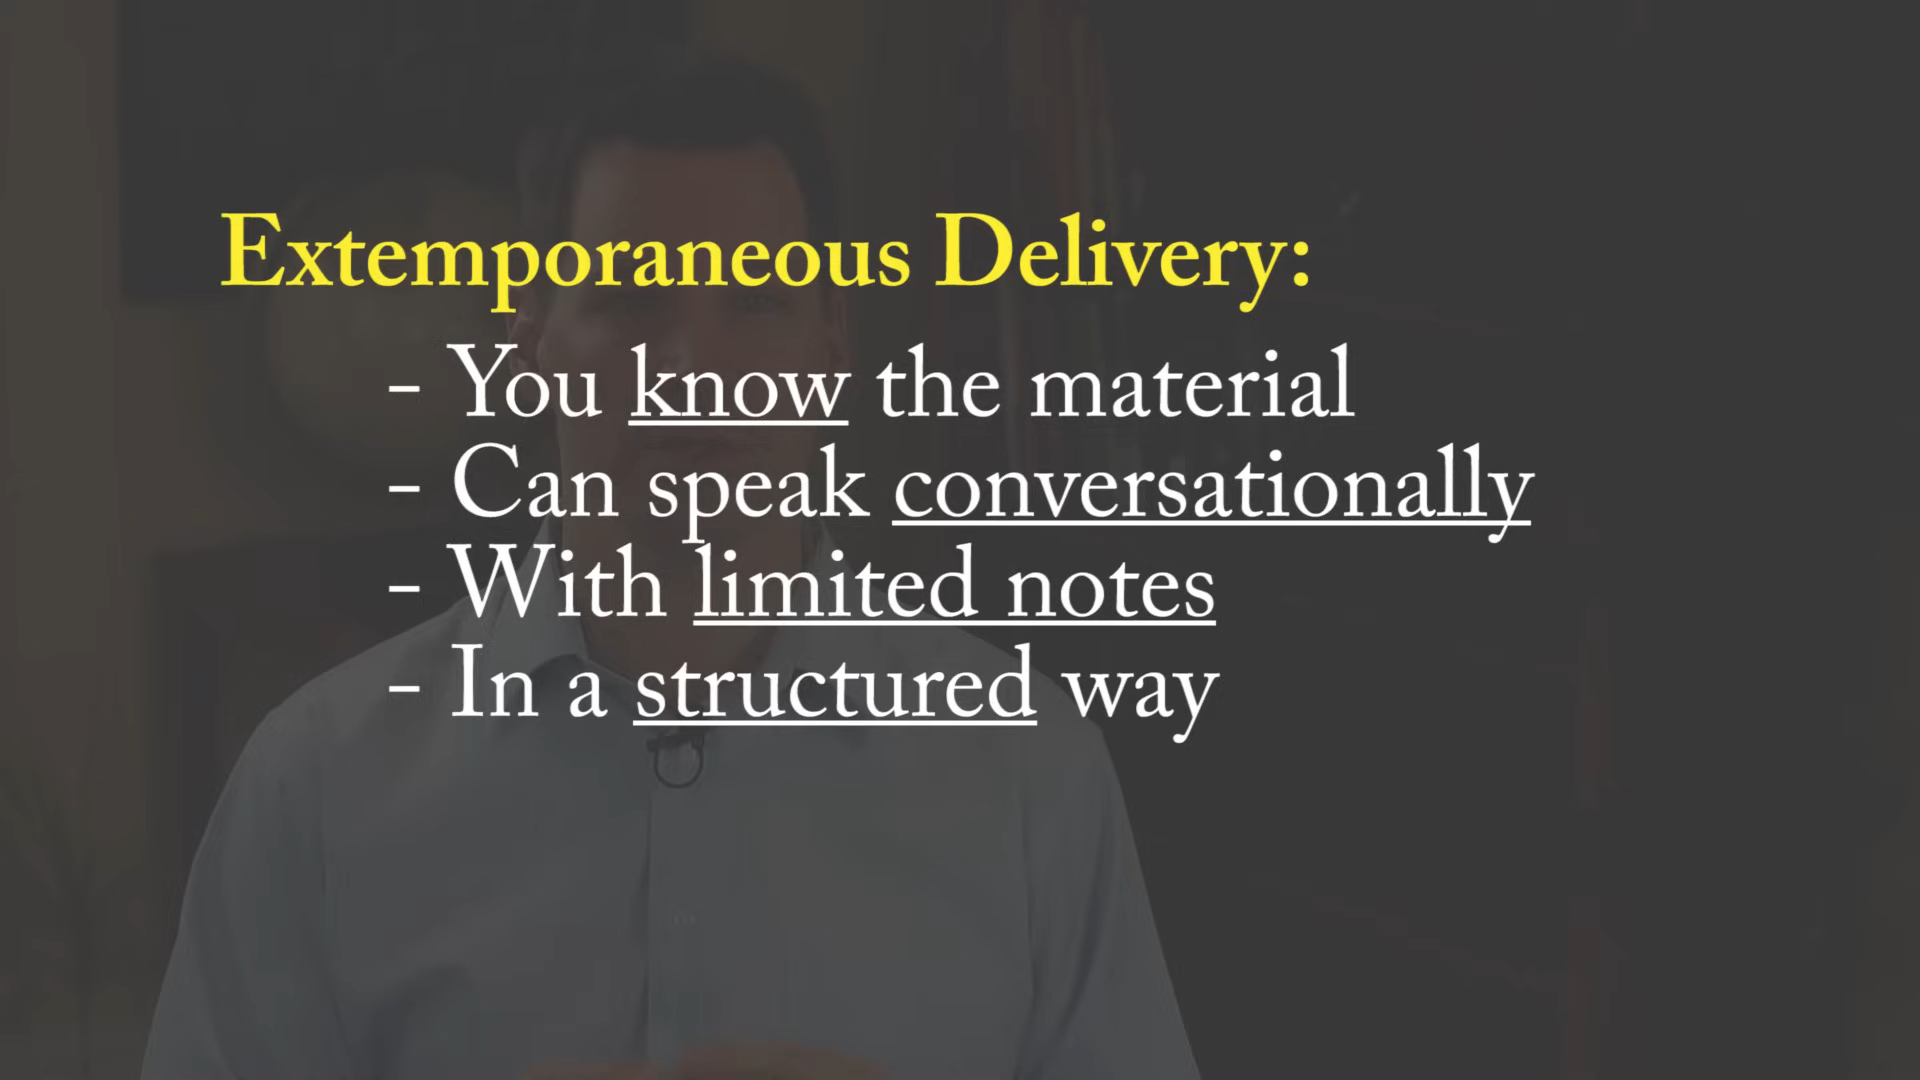 Extemporaneous Delivery:
- You know the material
- Can speak conversationally
- With limited notes
- In a structured way